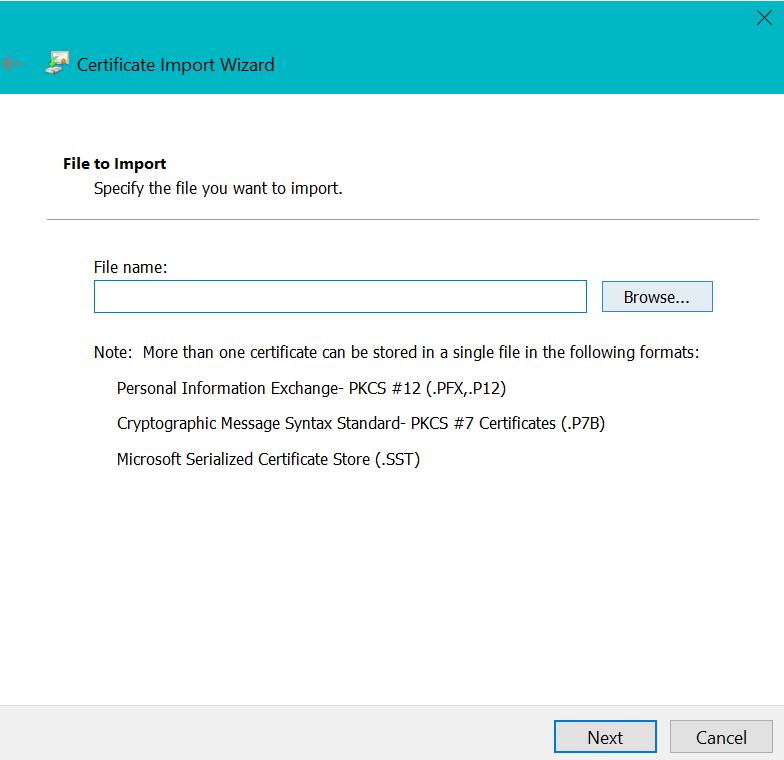 Certificate Import Wizard
File to Import
Specify the file you want to import.
File name:
Browse...
Note:  More than one certificate can be stored in a single file in the following formats:
Personal Information Exchange- PKCS #12 (.PFX,.P12)
Cryptographic Message Syntax Standard- PKCS #7 Certificates (.P7B)
Microsoft Serialized Certificate Store (.SST)
Next
Cancel